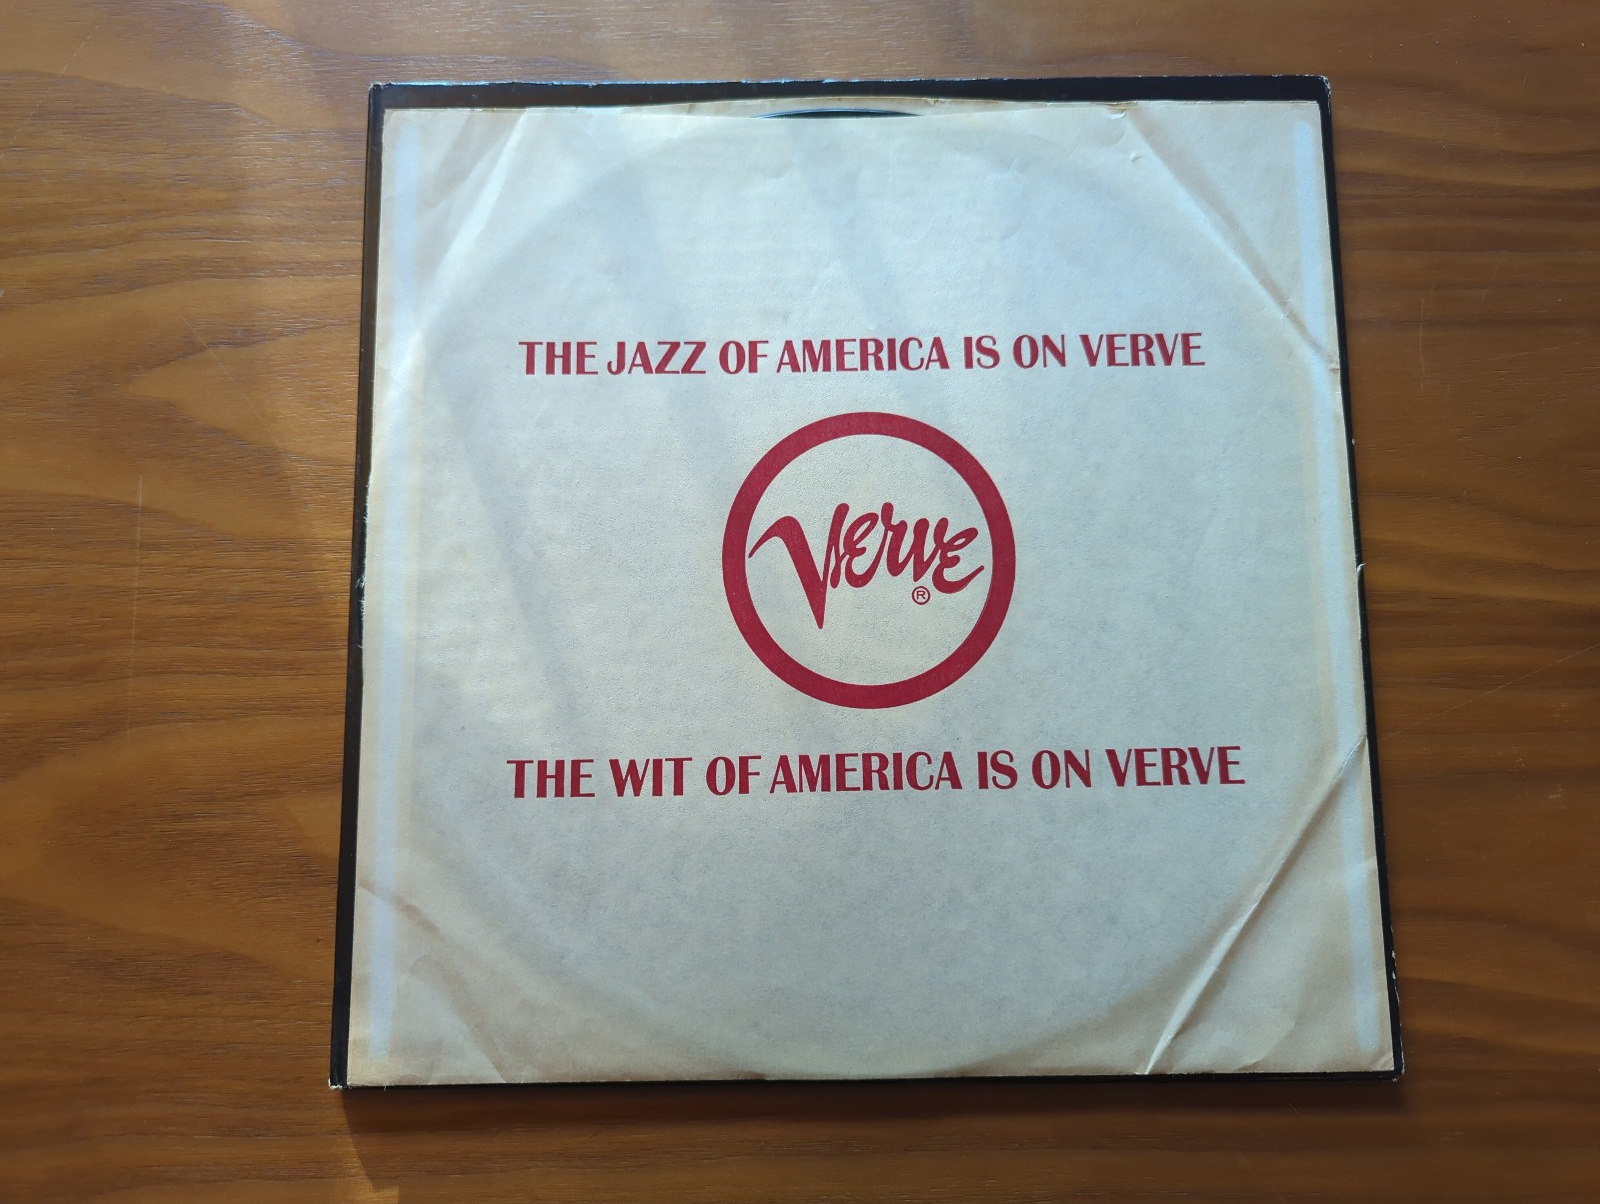 THE JAZZ OF AMERICA IS ON VERVE
Verve
®
THE WIT OF AMERICA IS ON VERVE